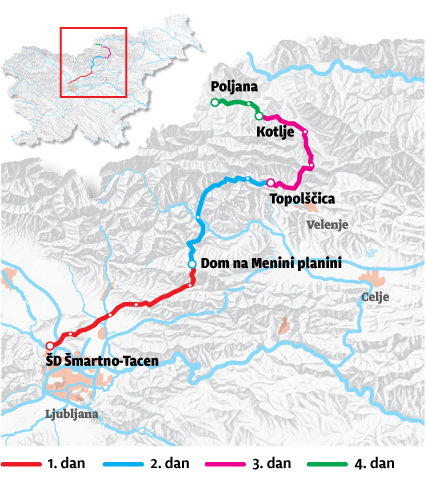 Poljana
Kotlje
Topolščica
Velenje
Dom na Menini planini
Celje
ŠD Šmartno-Tacen
Ljubljana
1. dan 2. dan 3. dan 4. dan